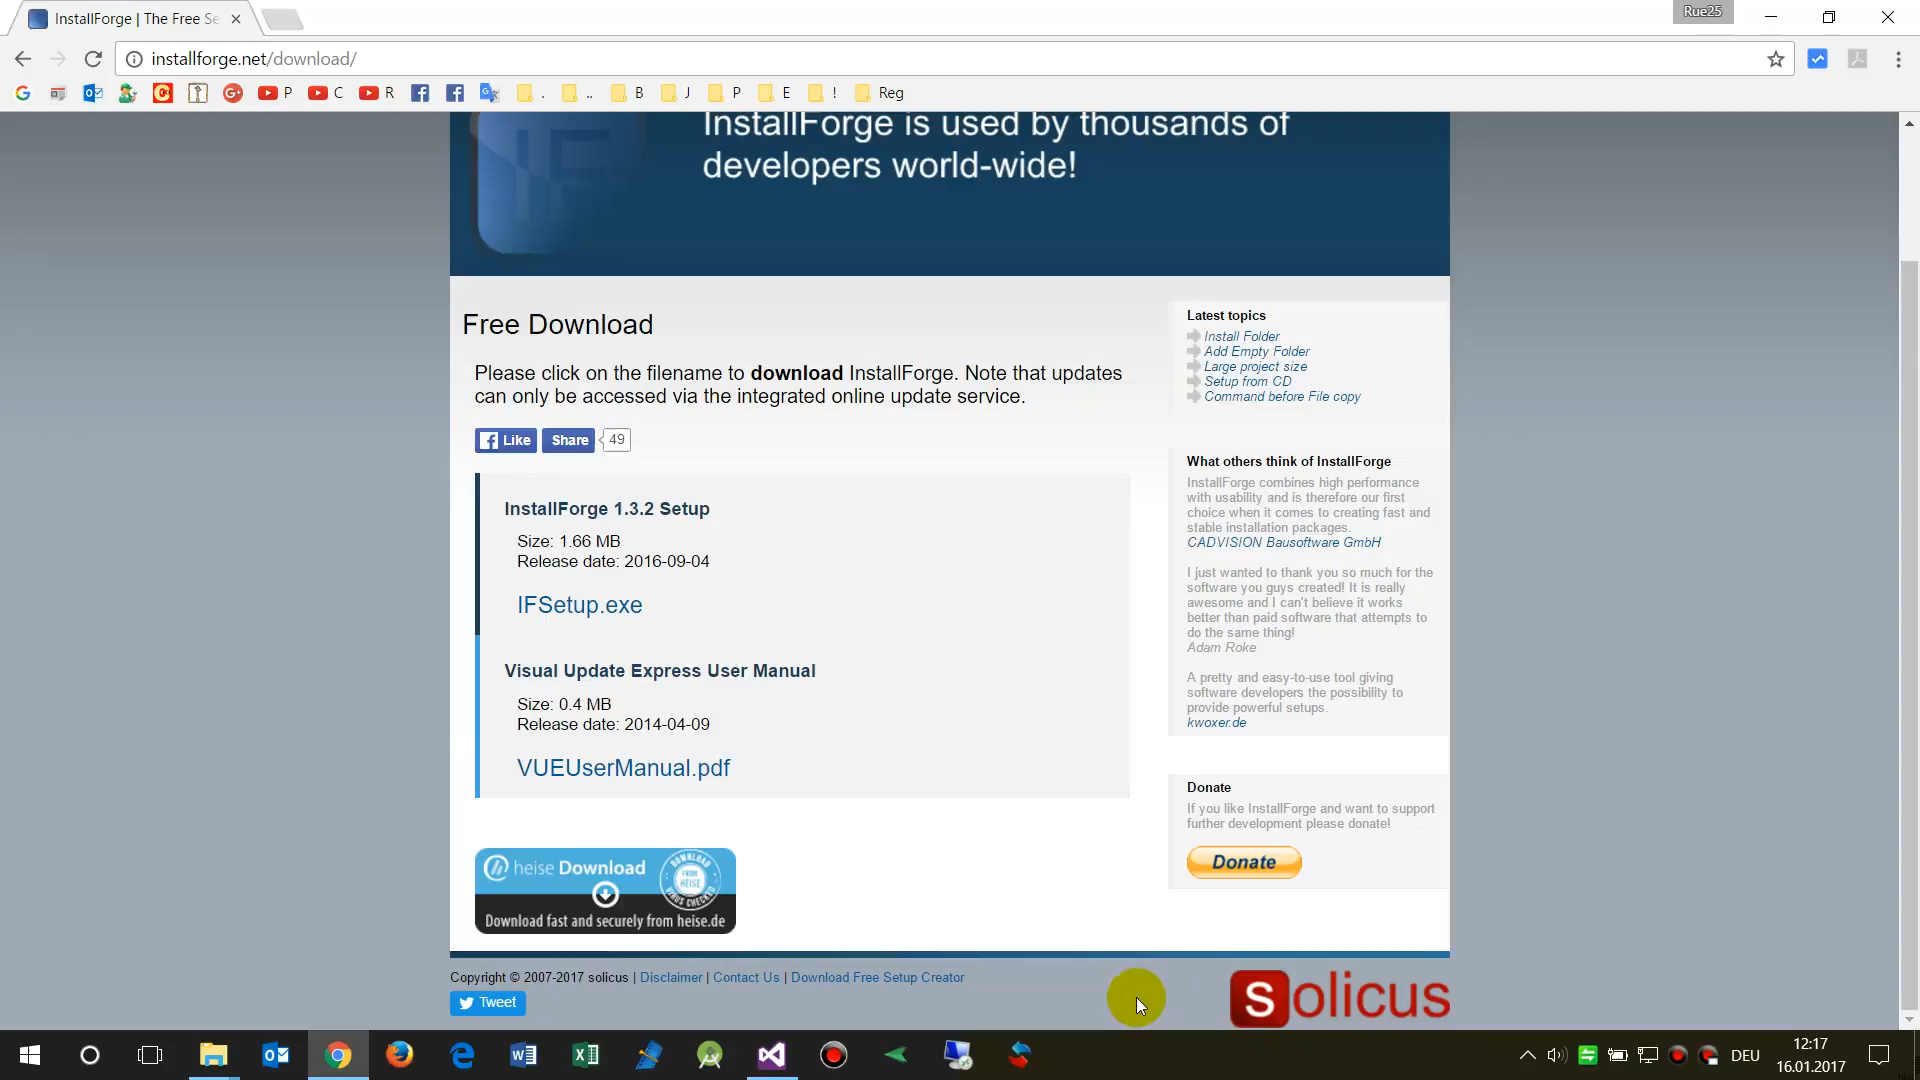 InstallForge | The Free Se
Rue25
installforge.net/download/
P
C
R
.
..
B
J
P
E
!
Reg
InstallForge is used by thousands of
developers world-wide!
Free Download
Please click on the filename to download InstallForge. Note that updates
can only be accessed via the integrated online update service.
Like
Share
49
InstallForge 1.3.2 Setup
Size: 1.66 MB
Release date: 2016-09-04
IFSetup.exe
Visual Update Express User Manual
Size: 0.4 MB
Release date: 2014-04-09
VUEUserManual.pdf
heise Download
DOWNLOAD
FROM
HEISE
VIRUS CHECKED
Download fast and securely from heise.de
Latest topics
Install Folder
Add Empty Folder
Large project size
Setup from CD
Command before File copy
What others think of InstallForge
InstallForge combines high performance
with usability and is therefore our first
choice when it comes to creating fast and
stable installation packages.
CADVISION Bausoftware GmbH
I just wanted to thank you so much for the
software you guys created! It is really
awesome and I can't believe it works
better than paid software that attempts to
do the same thing!
Adam Roke
A pretty and easy-to-use tool giving
software developers the possibility to
provide powerful setups.
kwoxer.de
Donate
If you like InstallForge and want to support
further development please donate!
Donate
Copyright © 2007-2017 solicus | Disclaimer | Contact Us | Download Free Setup Creator
Tweet
Solicus
DEU
12:17
16.01.2017